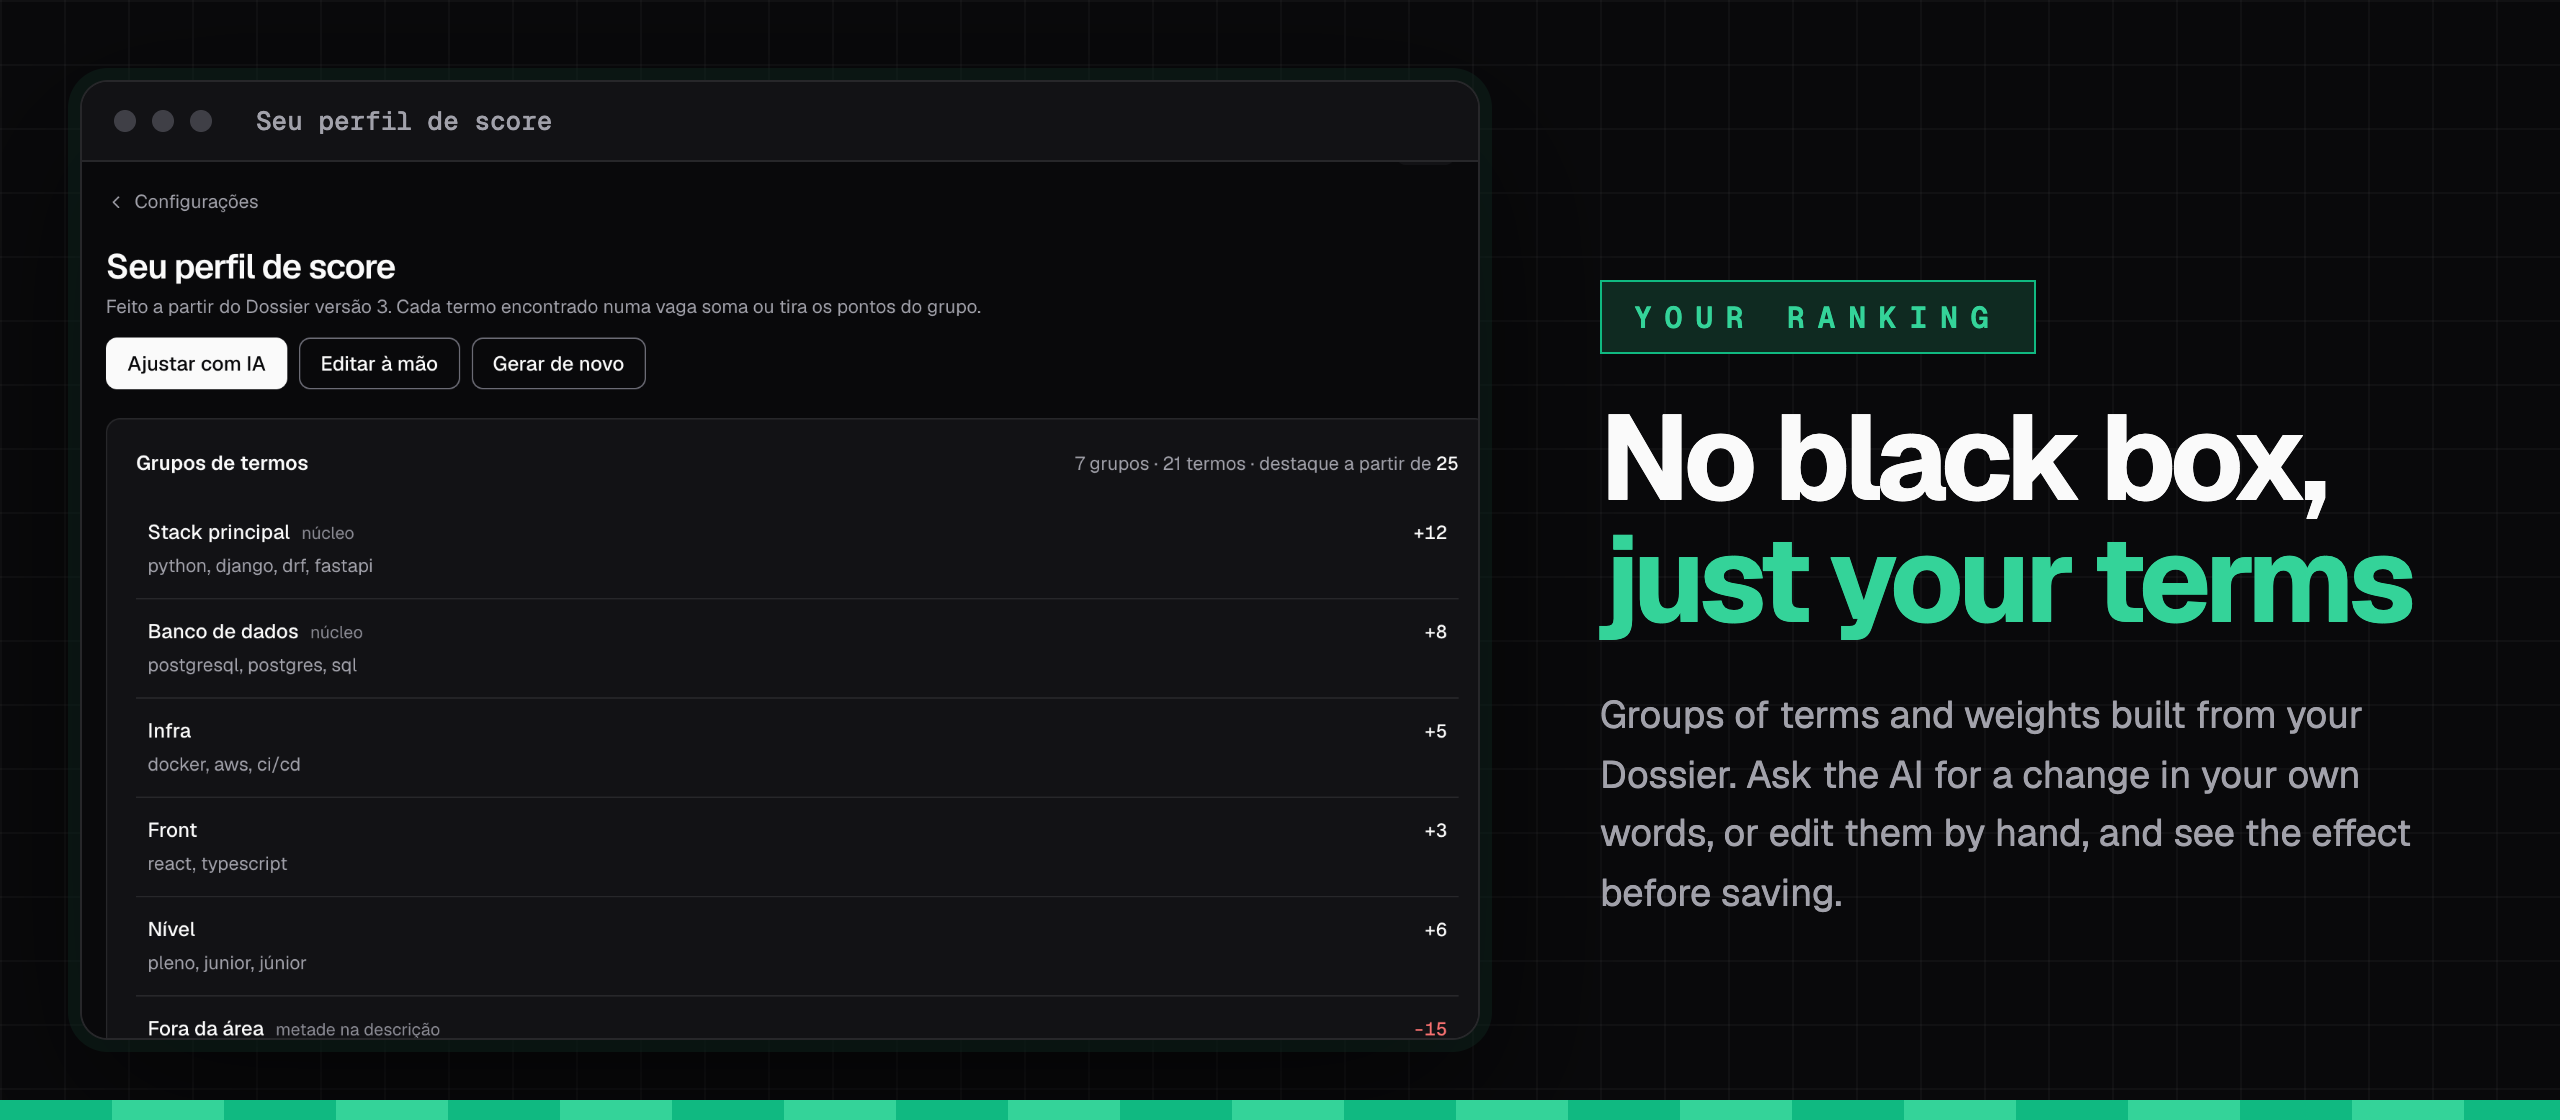 Seu perfil de score
Configurações
Seu perfil de score
Feito a partir do Dossier versão 3. Cada termo encontrado numa vaga soma ou tira os pontos do grupo.
Ajustar com IA Editar à mão Gerar de novo
Grupos de termos 7 grupos · 21 termos · destaque a partir de 25
Stack principal núcleo +12
python, django, drf, fastapi
Banco de dados núcleo +8
postgresql, postgres, sql
Infra +5
docker, aws, ci/cd
Front +3
react, typescript
Nível +6
pleno, junior, júnior
Fora da área metade na descrição -15
YOUR RANKING
No black box,
just your terms
Groups of terms and weights built from your
Dossier. Ask the AI for a change in your own
words, or edit them by hand, and see the effect
before saving.